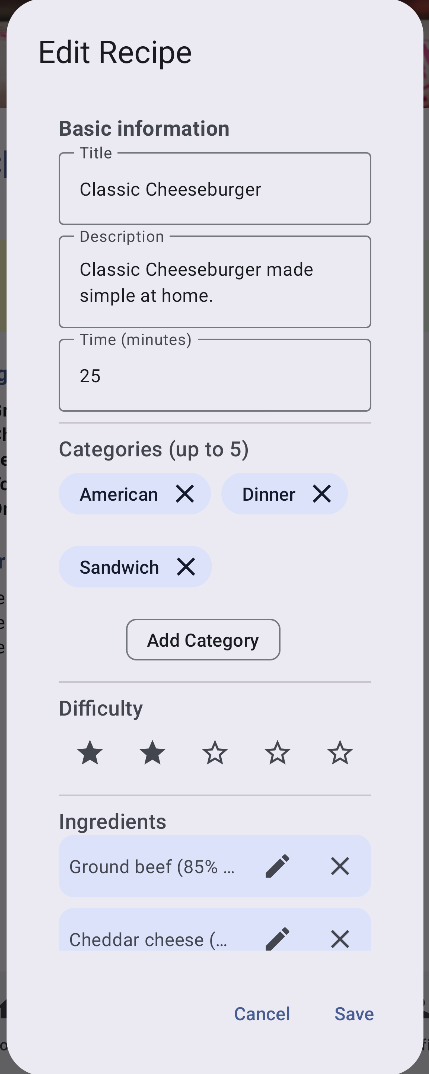 Edit Recipe
Basic information
Title
Classic Cheeseburger
Description
Classic Cheeseburger made
simple at home.
Time (minutes)
25
Categories (up to 5)
American
Dinner
Sandwich
Add Category
Difficulty
Ingredients
Ground beef (85% ...
Cheddar cheese (...
Cancel
Save